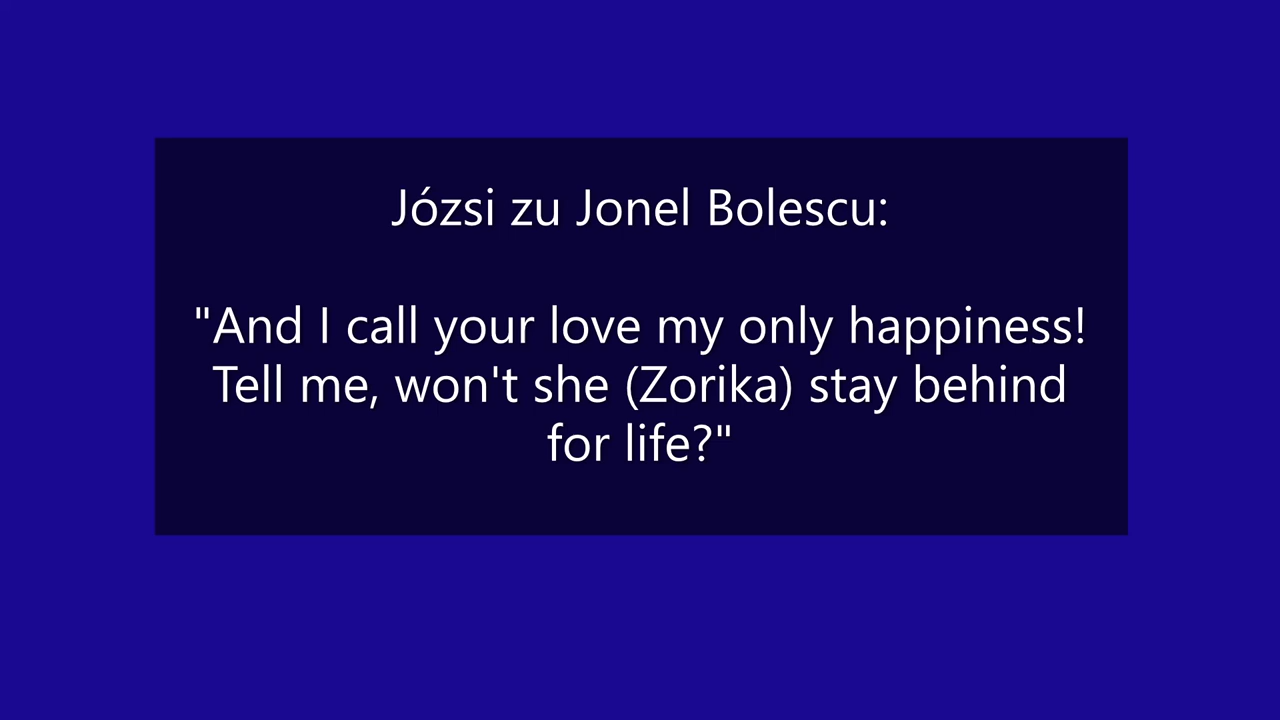 Józsi zu Jonel Bolescu:
"And I call your love my only happiness!
Tell me, won't she (Zorika) stay behind
for life?"